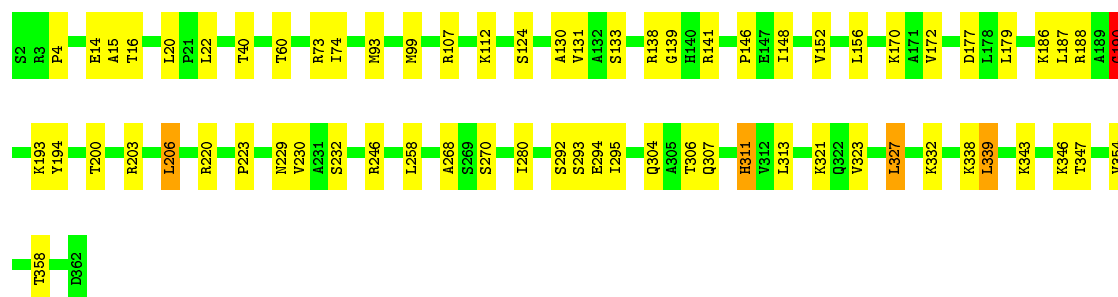 S2 R3 P4 E14 A15 T16 L20 P21 L22 T40 T60 R73 I74 M93 M99 R107 K112 S124 A130 V131 A132 S133 R138 G139 H140 R141 P146 E147 I148 V152 L156 K170 A171 V172 D177 L178 L179 K186 L187 R188 A189
K193 Y194 T200 R203 L206 R220 P223 N229 V230 A231 S232 R246 L258 A268 S269 S270 I280 S292 S293 E294 I295 Q304 A305 T306 Q307 H311 V312 L313 K321 Q322 V323 L327 K332 K338 L339 K343 K346 T347 V354
T358 D362